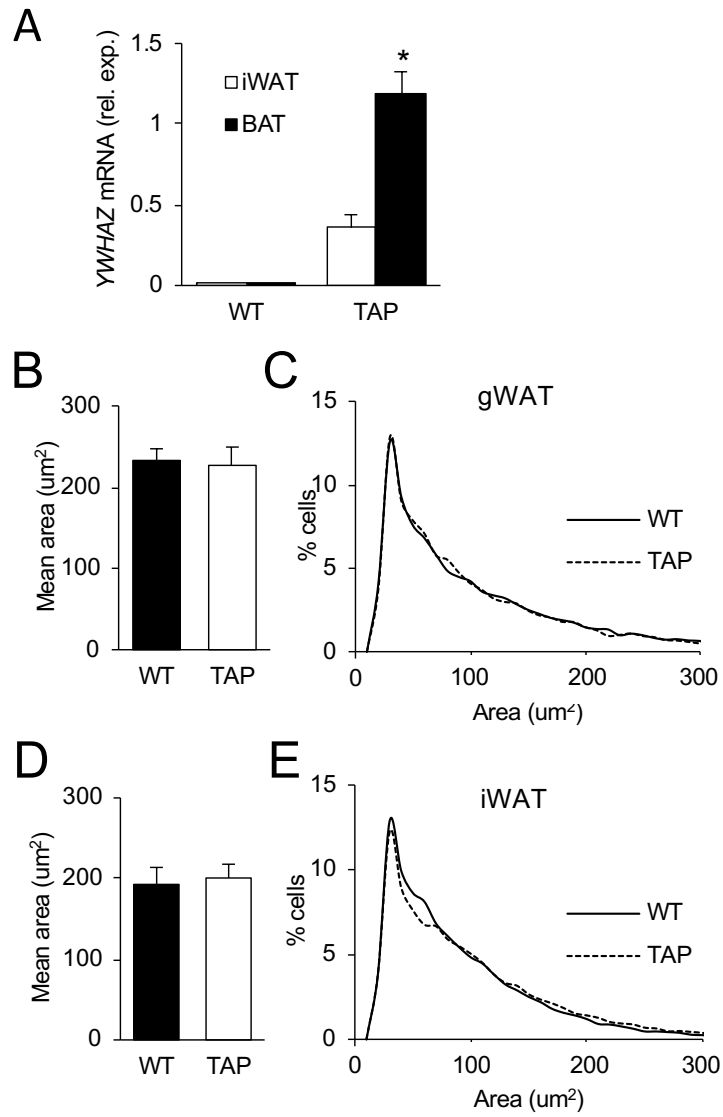 A
YWHAZ mRNA (rel. exp.)
1.5
1
0.5
0
iWAT
BAT
*
WT
TAP
B
Mean area (um²)
300
200
100
0
WT
TAP
C
gWAT
% cells
15
10
5
0
WT
TAP
0
100
200
300
Area (um²)
D
Mean area (um²)
300
200
100
0
WT
TAP
E
iWAT
% cells
15
10
5
0
WT
TAP
0
100
200
300
Area (um²)